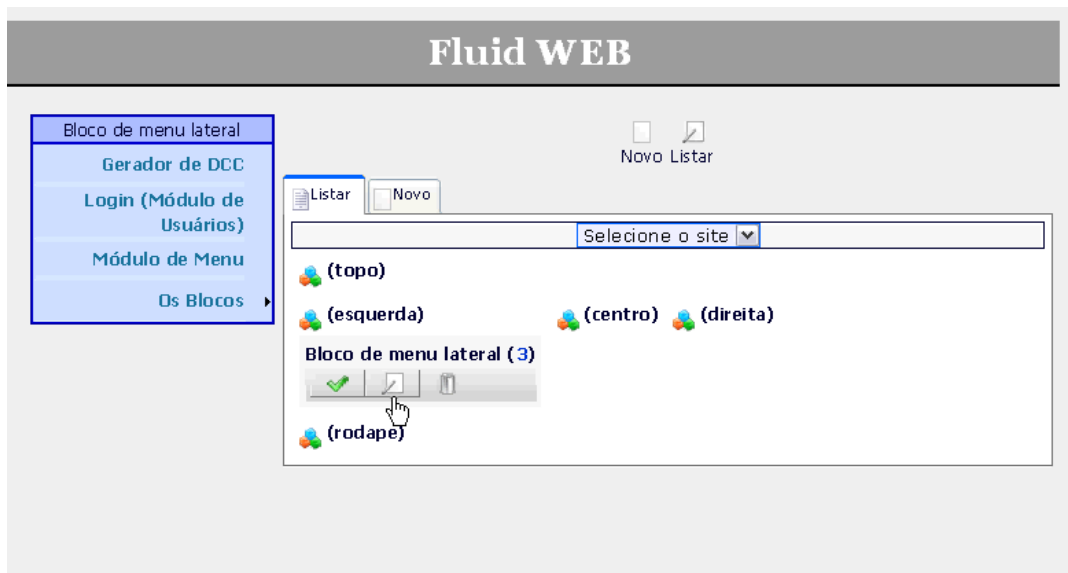 Fluid WEB
Bloco de menu lateral
Gerador de DCC
Login (Módulo de
Usuários)
Módulo de Menu
Os Blocos
Novo Listar
Listar Novo
Selecione o site
(topo)
(esquerda) (centro) (direita)
Bloco de menu lateral (3)
(rodape)